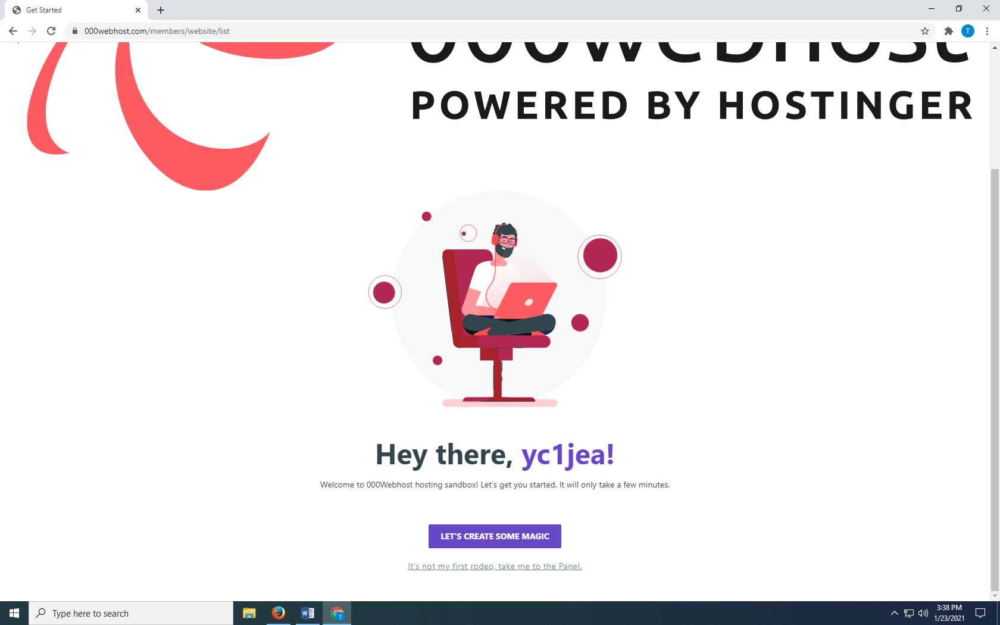 Get Started
000webhost.com/members/website/list
T
000webhost
POWERED BY HOSTINGER
Hey there, yc1jea!
Welcome to 000Webhost hosting sandbox! Let's get you started. It will only take a few minutes.
LET'S CREATE SOME MAGIC
It's not my first rodeo, take me to the Panel.
Type here to search
W
T
3:38 PM
1/23/2021